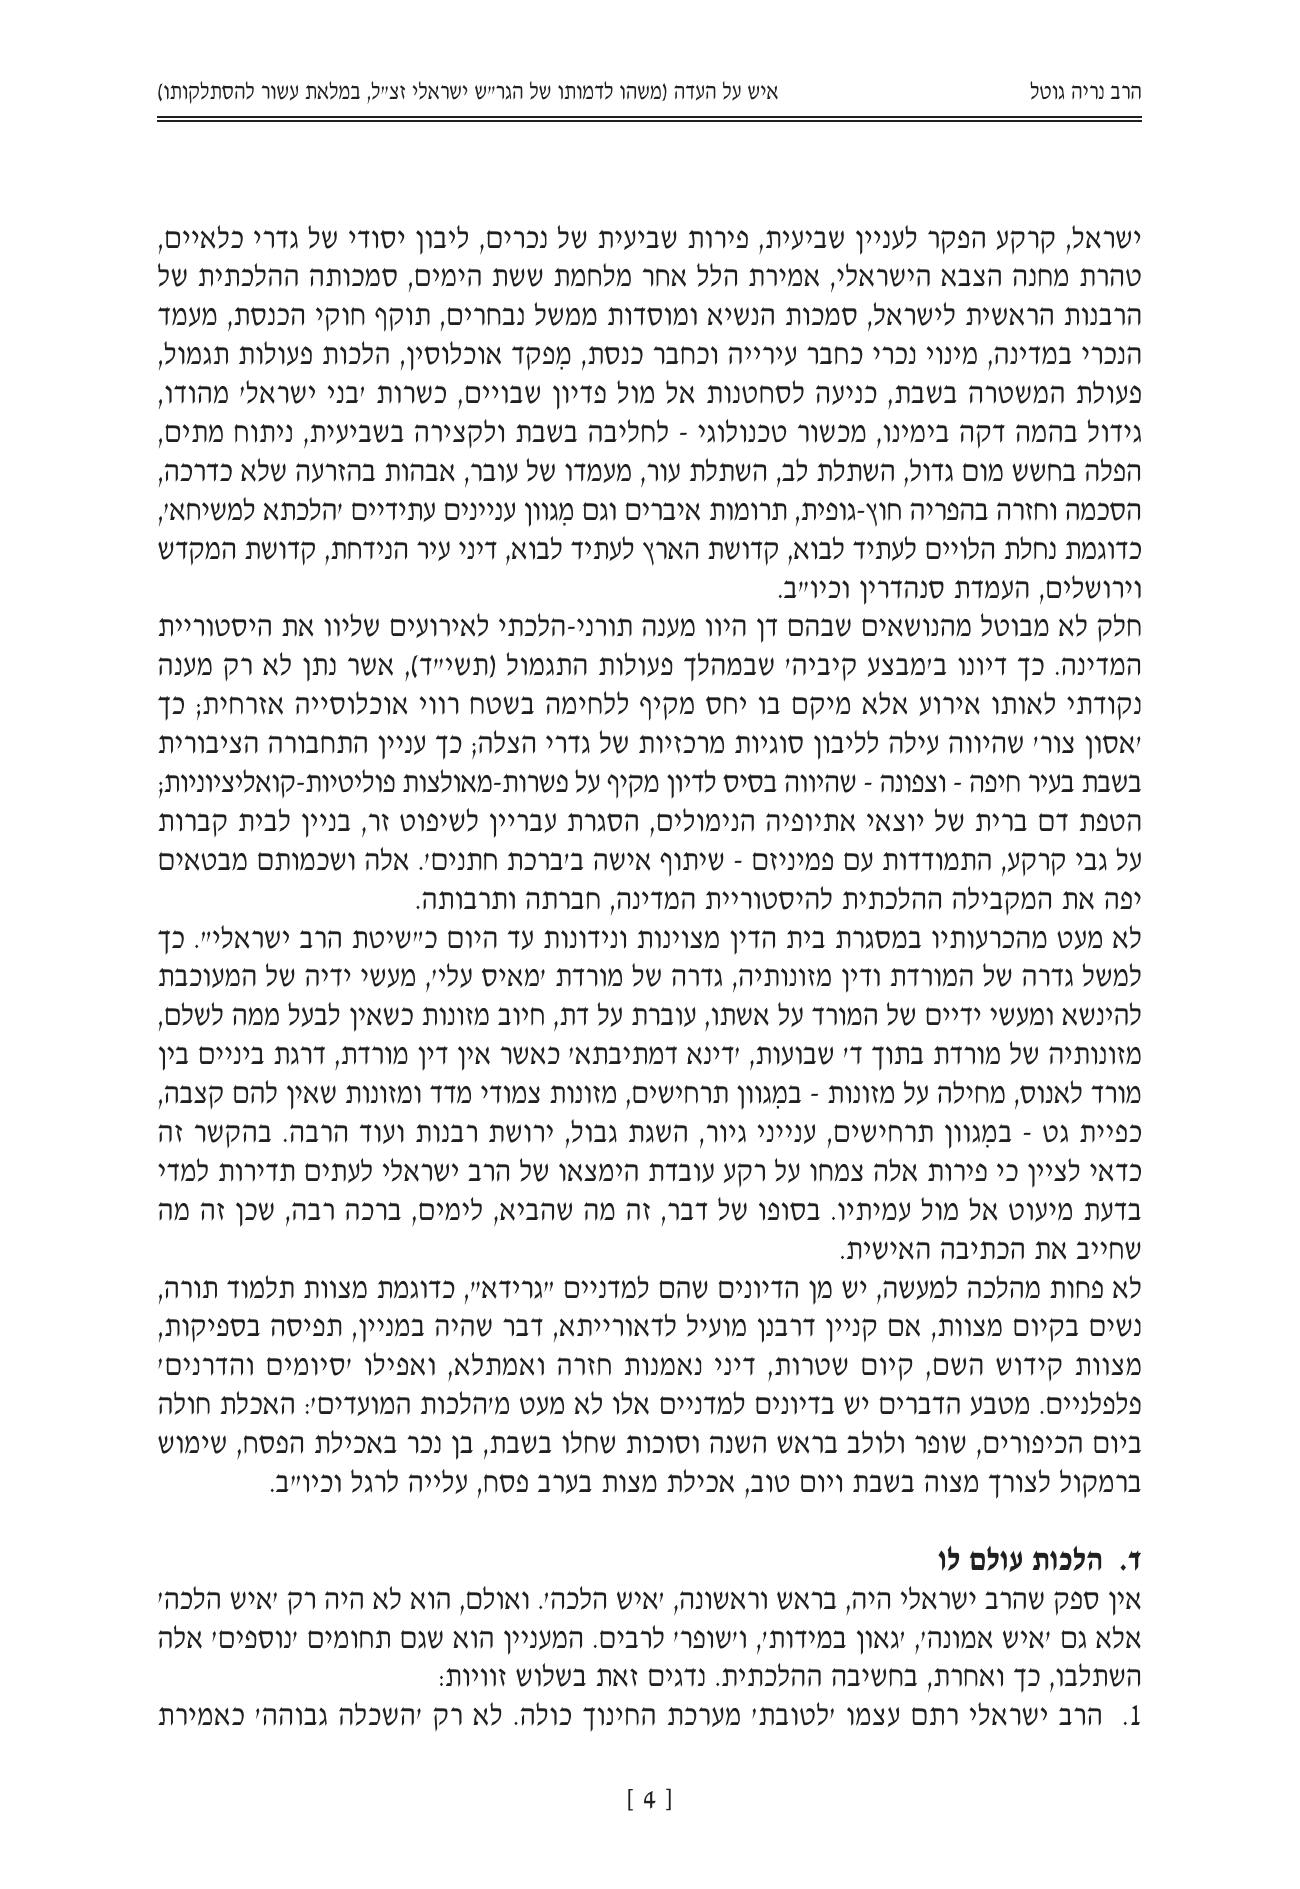 הרב נריה גוטל
איש על העדה (משהו לדמותו של הגר״ש ישראלי זצ״ל, במלאת עשור להסתלקותו)
ישראל, קרקע הפקר לעניין שביעית, פירות שביעית של נכרים, ליבון יסודי של גדרי כלאיים,
טהרת מחנה הצבא הישראלי, אמירת הלל אחר מלחמת ששת הימים, סמכותה ההלכתית של
הרבנות הראשית לישראל, סמכות הנשיא ומוסדות ממשל נבחרים, תוקף חוקי הכנסת, מעמד
הנכרי במדינה, מינוי נכרי כחבר עירייה וכחבר כנסת, מִפקד אוכלוסין, הלכות פעולות תגמול,
פעולת המשטרה בשבת, כניעה לסחטנות אל מול פדיון שבויים, כשרות ׳בני ישראל׳ מהודו,
גידול בהמה דקה בימינו, מכשור טכנולוגי - לחליבה בשבת ולקצירה בשביעית, ניתוח מתים,
הפלה בחשש מום גדול, השתלת לב, השתלת עור, מעמדו של עובר, אבהות בהזרעה שלא כדרכה,
הסכמה וחזרה בהפריה חוץ-גופית, תרומות איברים וגם מִגוון עניינים עתידיים ׳הלכתא למשיחא׳,
כדוגמת נחלת הלויים לעתיד לבוא, קדושת הארץ לעתיד לבוא, דיני עיר הנידחת, קדושת המקדש
וירושלים, העמדת סנהדרין וכיו״ב.
חלק לא מבוטל מהנושאים שבהם דן היוו מענה תורני-הלכתי לאירועים שליוו את היסטוריית
המדינה. כך דיונו ב׳מבצע קיביה׳ שבמהלך פעולות התגמול (תשי״ד), אשר נתן לא רק מענה
נקודתי לאותו אירוע אלא מיקם בו יחס מקיף ללחימה בשטח רווי אוכלוסייה אזרחית; כך
׳אסון צור׳ שהיווה עילה לליבון סוגיות מרכזיות של גדרי הצלה; כך עניין התחבורה הציבורית
בשבת בעיר חיפה - וצפונה - שהיווה בסיס לדיון מקיף על פשרות-מאולצות פוליטיות-קואליציוניות;
הטפת דם ברית של יוצאי אתיופיה הנימולים, הסגרת עבריין לשיפוט זר, בניין לבית קברות
על גבי קרקע, התמודדות עם פמיניזם - שיתוף אישה ב׳ברכת חתנים׳. אלה ושכמותם מבטאים
יפה את המקבילה ההלכתית להיסטוריית המדינה, חברתה ותרבותה.
לא מעט מהכרעותיו במסגרת בית הדין מצוינות ונידונות עד היום כ״שיטת הרב ישראלי״. כך
למשל גדרה של המורדת ודין מזונותיה, גדרה של מורדת ׳מאיס עלי׳, מעשי ידיה של המעוכבת
להינשא ומעשי ידיים של המורד על אשתו, עוברת על דת, חיוב מזונות כשאין לבעל ממה לשלם,
מזונותיה של מורדת בתוך ד׳ שבועות, ׳דינא דמתיבתא׳ כאשר אין דין מורדת, דרגת ביניים בין
מורד לאנוס, מחילה על מזונות - במִגוון תרחישים, מזונות צמודי מדד ומזונות שאין להם קצבה,
כפיית גט - במִגוון תרחישים, ענייני גיור, השגת גבול, ירושת רבנות ועוד הרבה. בהקשר זה
כדאי לציין כי פירות אלה צמחו על רקע עובדת הימצאו של הרב ישראלי לעתים תדירות למדי
בדעת מיעוט אל מול עמיתיו. בסופו של דבר, זה מה שהביא, לימים, ברכה רבה, שכן זה מה
שחייב את הכתיבה האישית.
לא פחות מהלכה למעשה, יש מן הדיונים שהם למדניים ״גרידא״, כדוגמת מצוות תלמוד תורה,
נשים בקיום מצוות, אם קניין דרבנן מועיל לדאורייתא, דבר שהיה במניין, תפיסה בספיקות,
מצוות קידוש השם, קיום שטרות, דיני נאמנות חזרה ואמתלא, ואפילו ׳סיומים והדרנים׳
פלפלניים. מטבע הדברים יש בדיונים למדניים אלו לא מעט מ׳הלכות המועדים׳: האכלת חולה
ביום הכיפורים, שופר ולולב בראש השנה וסוכות שחלו בשבת, בן נכר באכילת הפסח, שימוש
ברמקול לצורך מצוה בשבת ויום טוב, אכילת מצות בערב פסח, עלייה לרגל וכיו״ב.
ד. הלכות עולם לו
אין ספק שהרב ישראלי היה, בראש וראשונה, ׳איש הלכה׳. ואולם, הוא לא היה רק ׳איש הלכה׳
אלא גם ׳איש אמונה׳, ׳גאון במידות׳, ו׳שופר׳ לרבים. המעניין הוא שגם תחומים ׳נוספים׳ אלה
השתלבו, כך ואחרת, בחשיבה ההלכתית. נדגים זאת בשלוש זוויות:
1. הרב ישראלי רתם עצמו ׳לטובת׳ מערכת החינוך כולה. לא רק ׳השכלה גבוהה׳ כאמירת
[ 4 ]